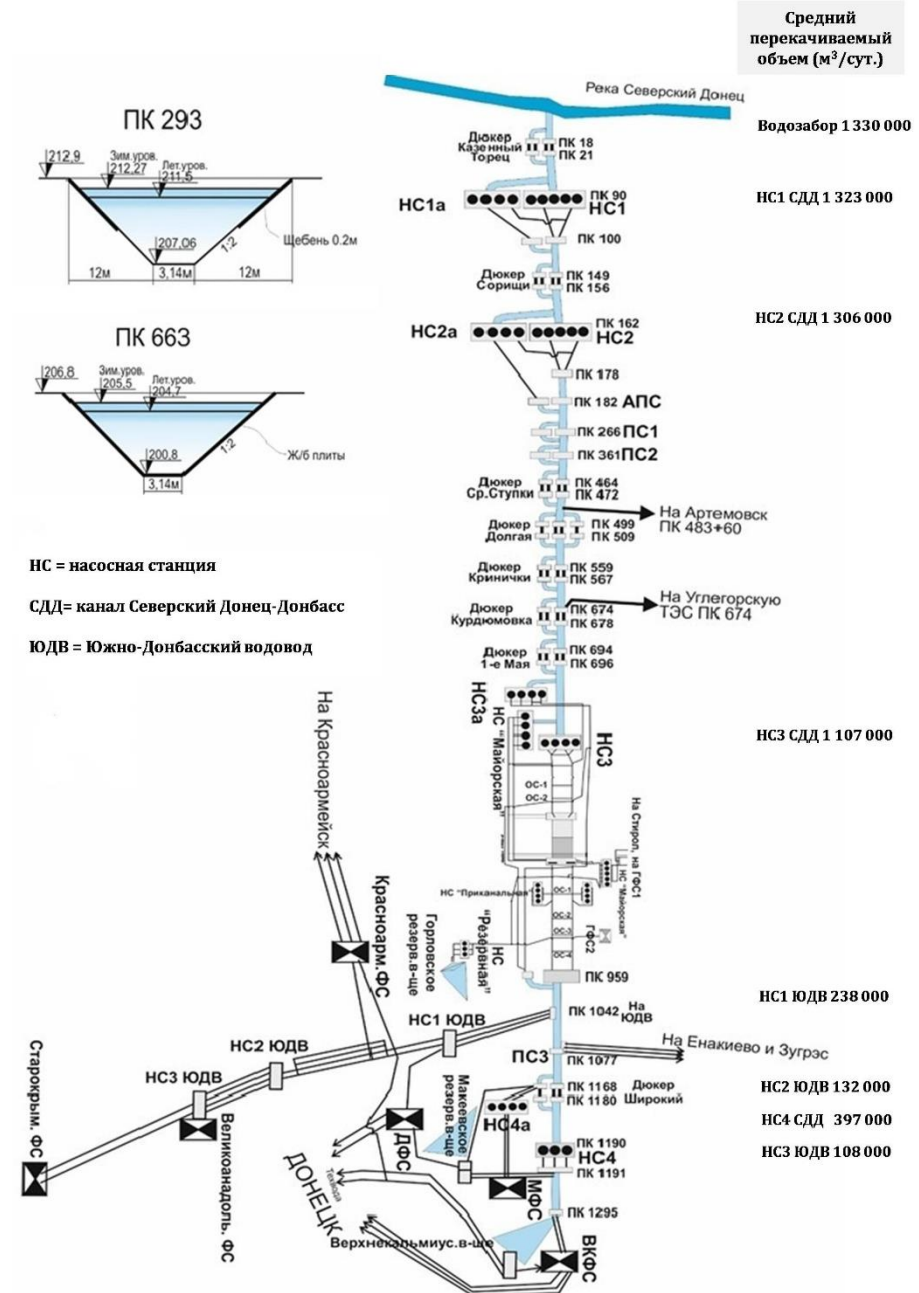 Средний
перекачиваемый
объем (м³/сут.)
Река Северский Донец
Водозабор 1 330 000
ПК 293
212,9
Зим.уров.
212,27
Лет.уров.
211,5
207,06
1:2
Щебень 0.2м
12м
3,14м
12м
Дюкер
Казенный
Торец
ПК 18
ПК 21
НС1а
ПК 90
НС1
НС1 СДД 1 323 000
ПК 100
Дюкер
Сорищи
ПК 149
ПК 156
НС2а
ПК 162
НС2
НС2 СДД 1 306 000
ПК 663
206,8
Зим.уров.
205,5
Лет.уров.
204,7
200,8
1:2
Ж/б плиты
3,14м
ПК 178
ПК 182 АПС
ПК 266 ПС1
ПК 361 ПС2
Дюкер
Ср.Ступки
ПК 464
ПК 472
На Артемовск
ПК 483+60
Дюкер
Долгая
ПК 499
ПК 509
Дюкер
Кринички
ПК 559
ПК 567
На Углегорскую
ТЭС ПК 674
Дюкер
Курдюмовка
ПК 674
ПК 678
Дюкер
1-е Мая
ПК 694
ПК 696
НС = насосная станция
СДД= канал Северский Донец-Донбасс
ЮДВ = Южно-Донбасский водовод
НС3а
НС "Майорская"
НС3
НС3 СДД 1 107 000
ОС-1
ОС-2
На Стирол, на ГФС1
НС "Майорская"
НС "Приканальная"
ОС-1
ОС-2
ОС-3
ОС-4
ГФС2
На Красноармейск
Красноарм.ФС
Горловское
резерв.в-ще
НС
"Резервная"
ПК 959
НС1 ЮДВ 238 000
ПК 1042 На
ЮДВ
НС1 ЮДВ
НС2 ЮДВ
НС3 ЮДВ
На Енакиево и Зугрэс
ПС3
ПК 1077
Старокрым. ФС
Великоанадоль. ФС
Макеевское
резерв.в-ще
ДФС
ПК 1168
ПК 1180
Дюкер
Широкий
НС2 ЮДВ 132 000
НС4а
НС4 СДД 397 000
ПК 1190
НС4
ПК 1191
НС3 ЮДВ 108 000
МФС
ДОНЕЦК
Техвода
ПК 1295
Верхнекальмиус.в-ще
ВКФС